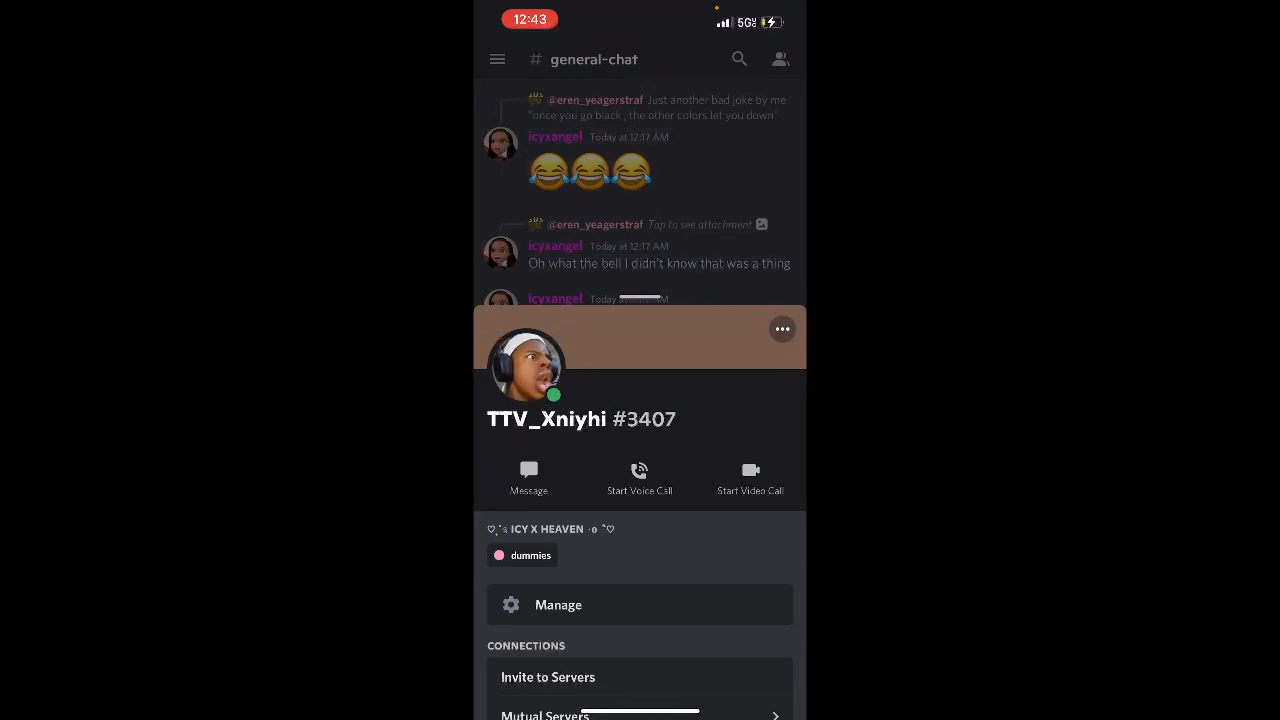 12:43
5G
# general-chat
@eren_yeagerstraf Just another bad joke by me
"once you go black , the other colors let you down"
icyxangel Today at 12:17 AM
😂😂😂
@eren_yeagerstraf Tap to see attachment
icyxangel Today at 12:17 AM
Oh what the bell I didn't know that was a thing
icyxangel Today AM
TTV_Xniyhi #3407
Message Start Voice Call Start Video Call
ICY X HEAVEN
dummies
Manage
CONNECTIONS
Invite to Servers
Mutual Servers